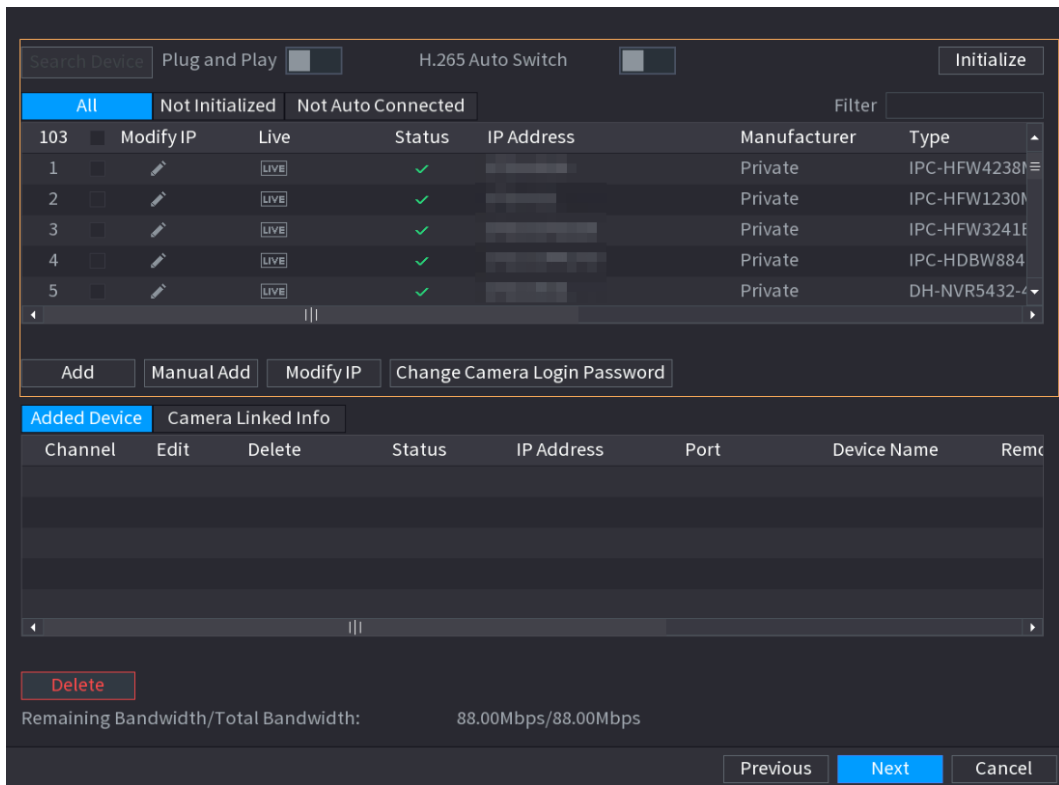 Search Device Plug and Play H.265 Auto Switch Initialize
All Not Initialized Not Auto Connected Filter
103 Modify IP Live Status IP Address Manufacturer Type
1 LIVE Private IPC-HFW4238M
2 LIVE Private IPC-HFW1230M
3 LIVE Private IPC-HFW3241E
4 LIVE Private IPC-HDBW884
5 LIVE Private DH-NVR5432-4
Add Manual Add Modify IP Change Camera Login Password
Added Device Camera Linked Info
Channel Edit Delete Status IP Address Port Device Name Remo
Delete
Remaining Bandwidth/Total Bandwidth: 88.00Mbps/88.00Mbps
Previous Next Cancel